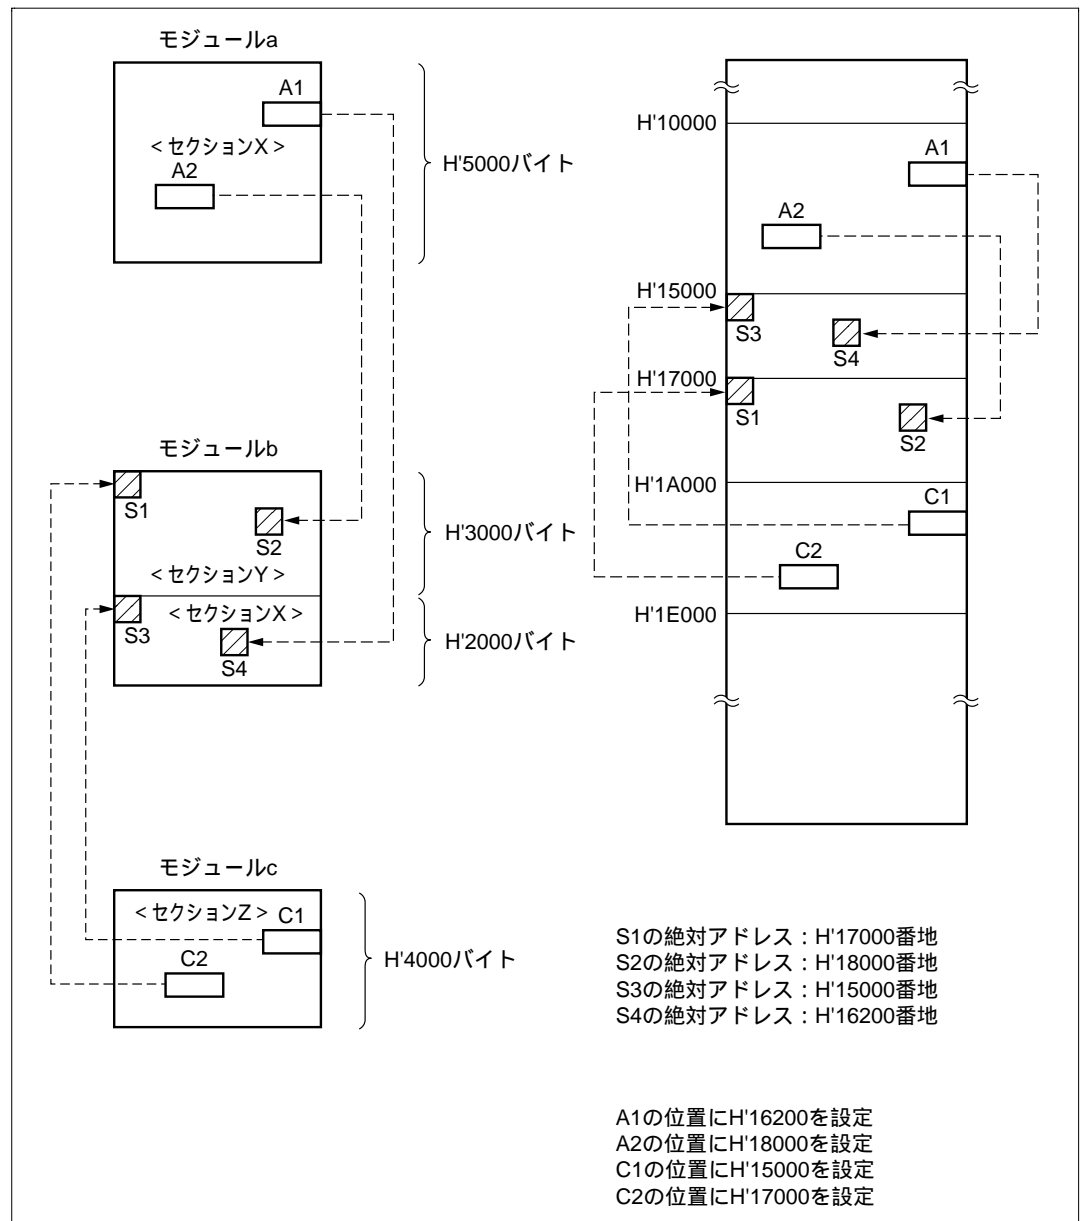 モジュールa
A1
<セクションX>
A2
H'5000バイト
モジュールb
S1
S2
<セクションY>
H'3000バイト
<セクションX>
S3
S4
H'2000バイト
モジュールc
<セクションZ>
C1
C2
H'4000バイト
H'10000
A1
A2
H'15000
S3
S4
H'17000
S1
S2
H'1A000
C1
C2
H'1E000
S1の絶対アドレス：H'17000番地
S2の絶対アドレス：H'18000番地
S3の絶対アドレス：H'15000番地
S4の絶対アドレス：H'16200番地
A1の位置にH'16200を設定
A2の位置にH'18000を設定
C1の位置にH'15000を設定
C2の位置にH'17000を設定